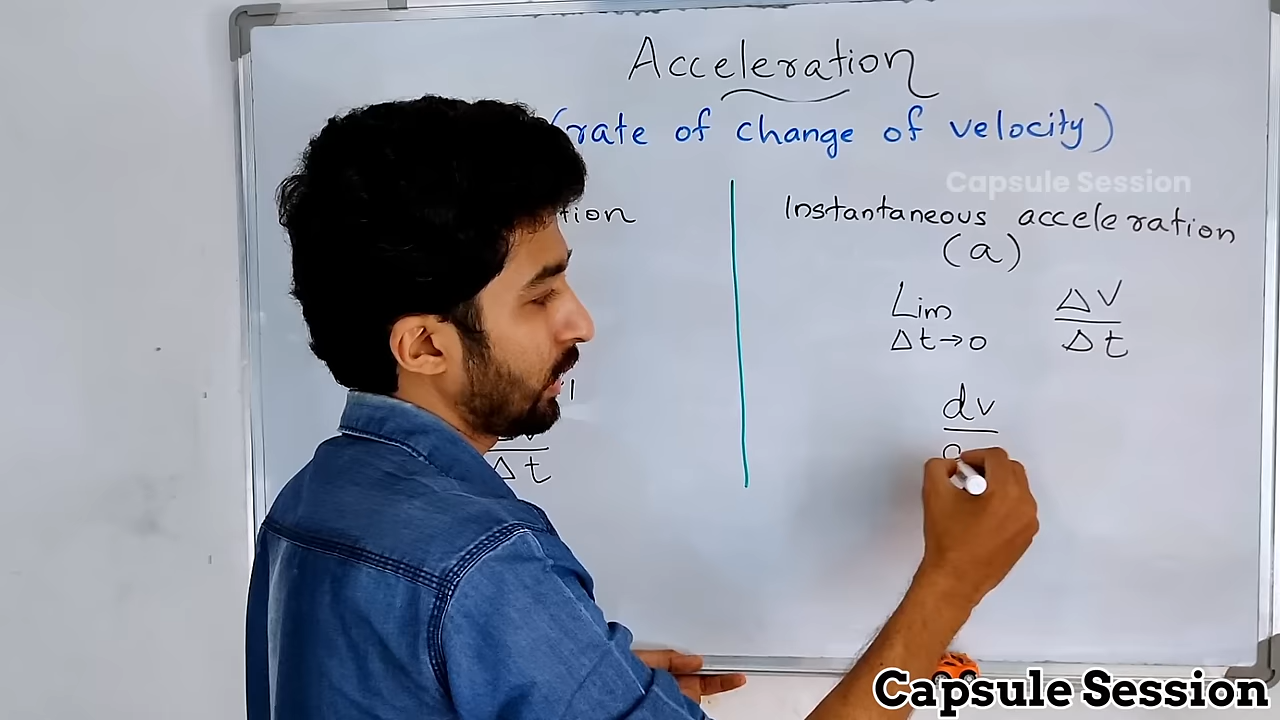 Acceleration
(rate of change of velocity)
Capsule Session
Instantaneous acceleration
(a)
Lim Δt→0 ΔV/Δt
dv
Δt
Capsule Session